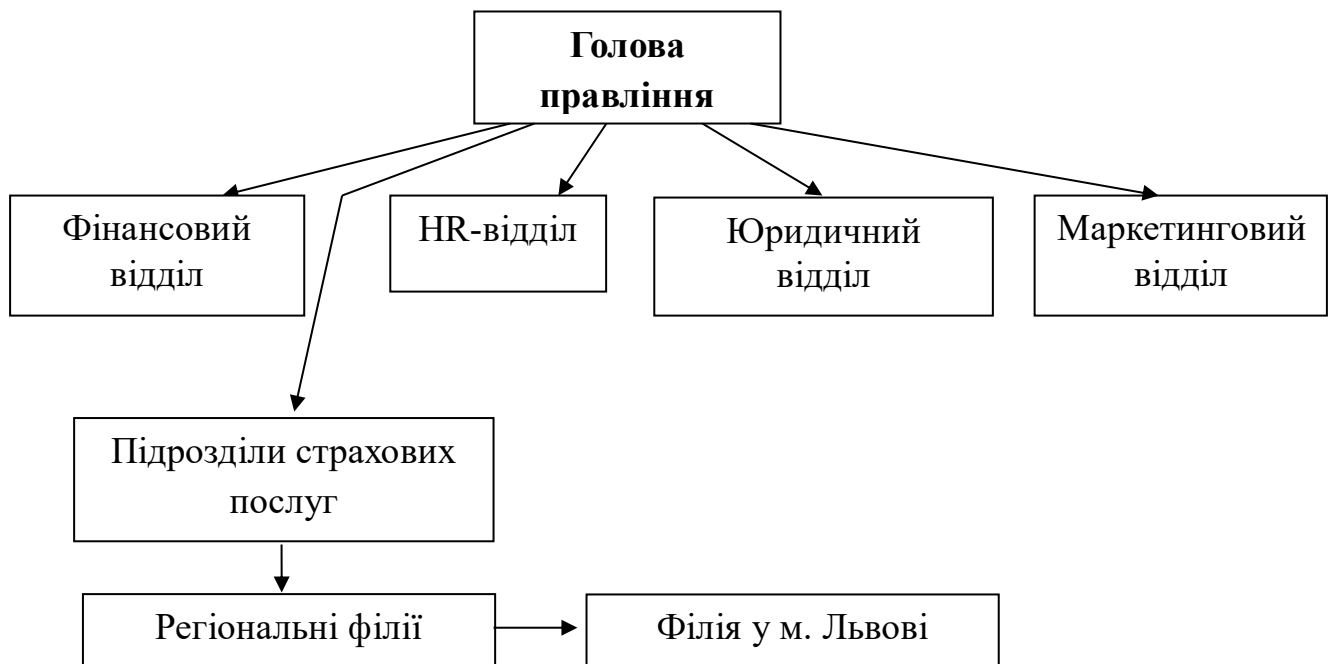 Голова
правління
Фінансовий
відділ
HR-відділ
Юридичний
відділ
Маркетинговий
відділ
Підрозділи страхових
послуг
Регіональні філії
Філія у м. Львові